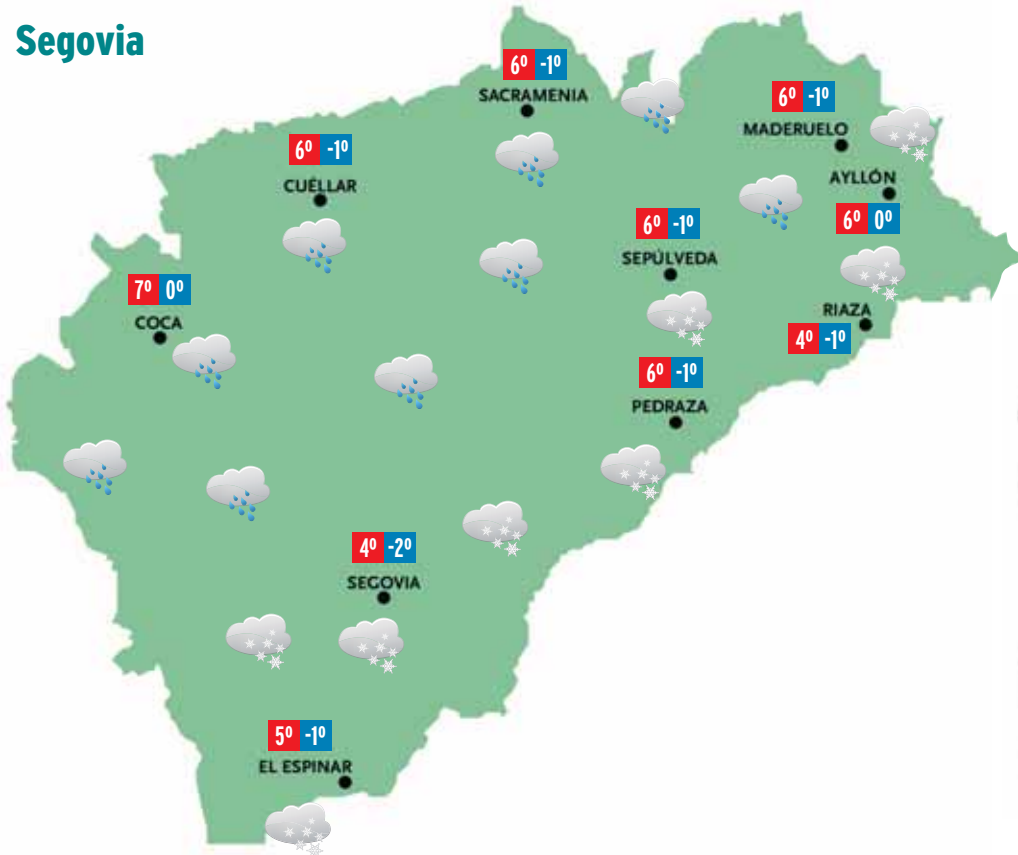 Segovia
6º -1º
SACRAMENIA
6º -1º
MADERUELO
6º -1º
CUÉLLAR
AYLLÓN
6º 0º
6º -1º
SEPÚLVEDA
7º 0º
COCA
RIAZA
4º -1º
6º -1º
PEDRAZA
4º -2º
SEGOVIA
5º -1º
EL ESPINAR